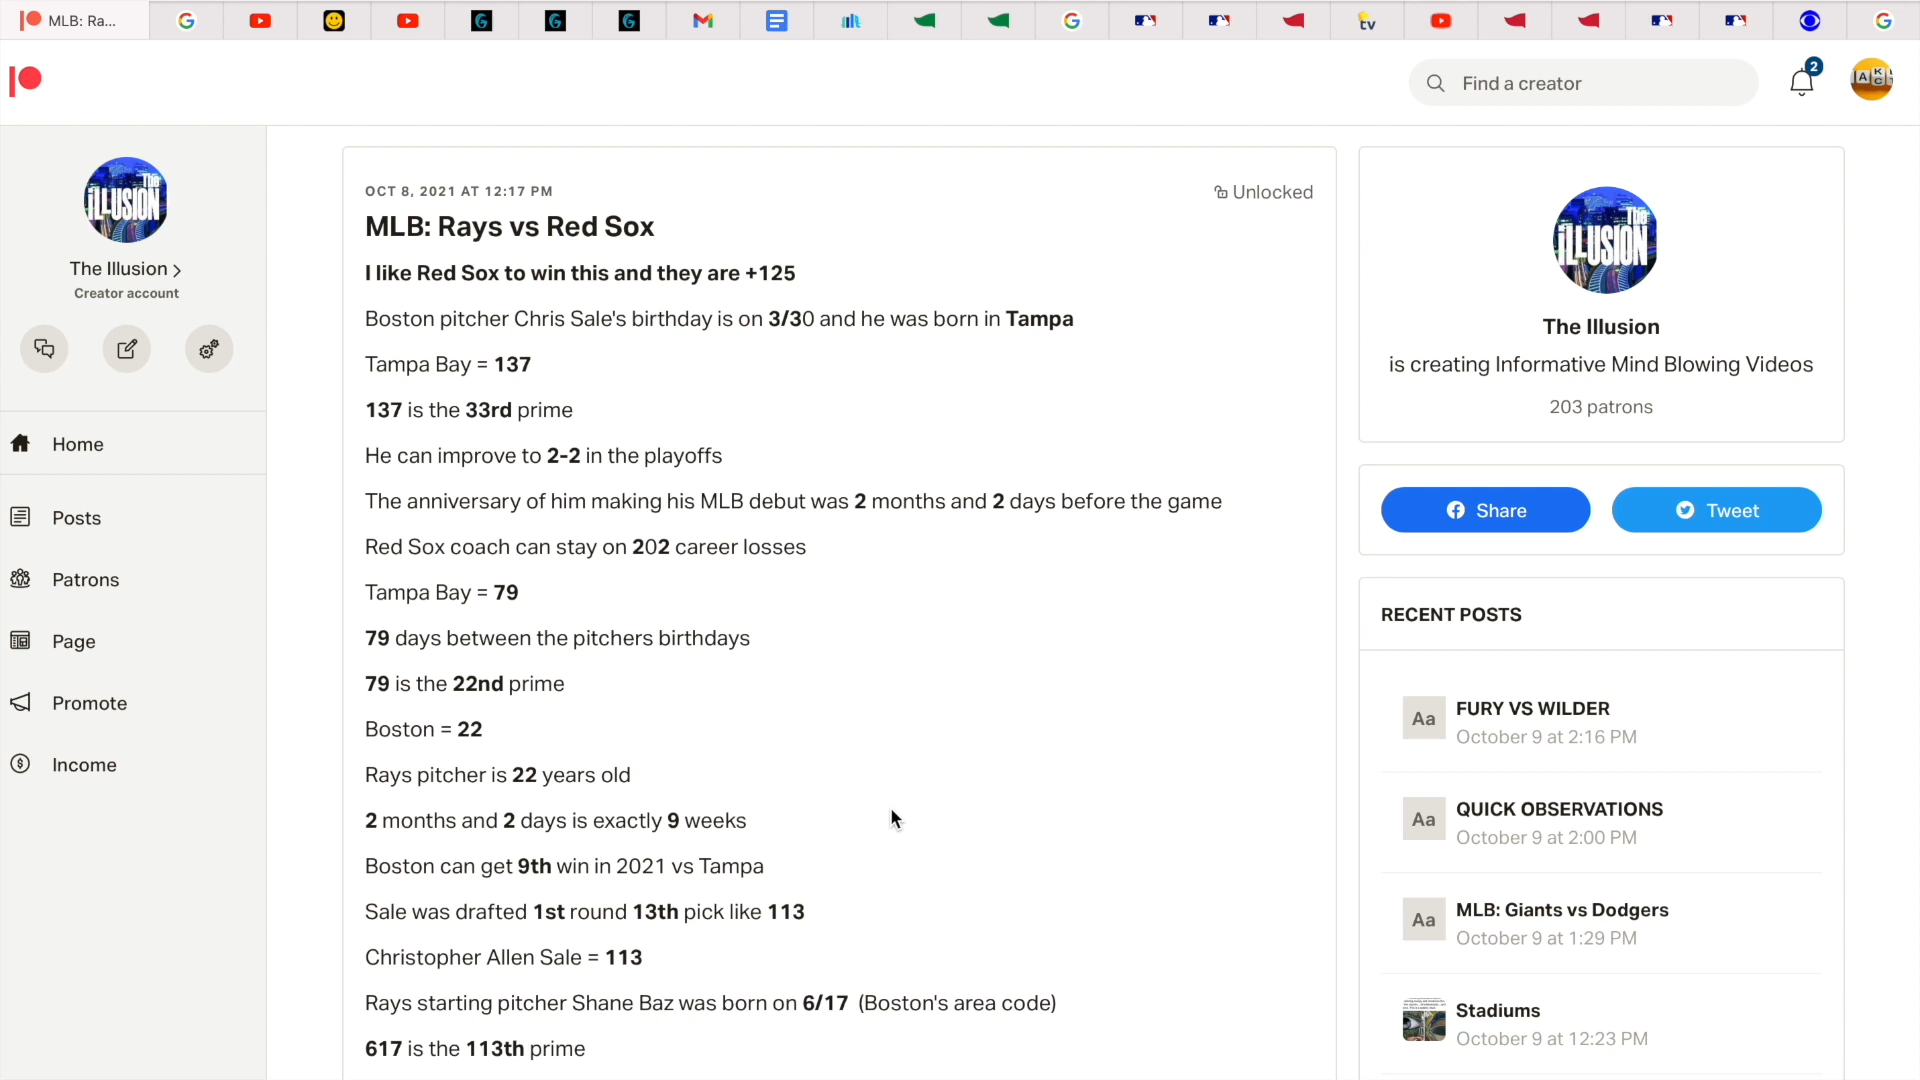 MLB: Ra...
tv
Find a creator
2
The Illusion
Creator account
Home
Posts
Patrons
Page
Promote
Income
OCT 8, 2021 AT 12:17 PM
Unlocked
MLB: Rays vs Red Sox
I like Red Sox to win this and they are +125
Boston pitcher Chris Sale's birthday is on 3/30 and he was born in Tampa
Tampa Bay = 137
137 is the 33rd prime
He can improve to 2-2 in the playoffs
The anniversary of him making his MLB debut was 2 months and 2 days before the game
Red Sox coach can stay on 202 career losses
Tampa Bay = 79
79 days between the pitchers birthdays
79 is the 22nd prime
Boston = 22
Rays pitcher is 22 years old
2 months and 2 days is exactly 9 weeks
Boston can get 9th win in 2021 vs Tampa
Sale was drafted 1st round 13th pick like 113
Christopher Allen Sale = 113
Rays starting pitcher Shane Baz was born on 6/17 (Boston's area code)
617 is the 113th prime
The ILLUSION
The ILLUSION
The Illusion
is creating Informative Mind Blowing Videos
203 patrons
Share
Tweet
RECENT POSTS
Aa
FURY VS WILDER
October 9 at 2:16 PM
Aa
QUICK OBSERVATIONS
October 9 at 2:00 PM
Aa
MLB: Giants vs Dodgers
October 9 at 1:29 PM
Stadiums
October 9 at 12:23 PM